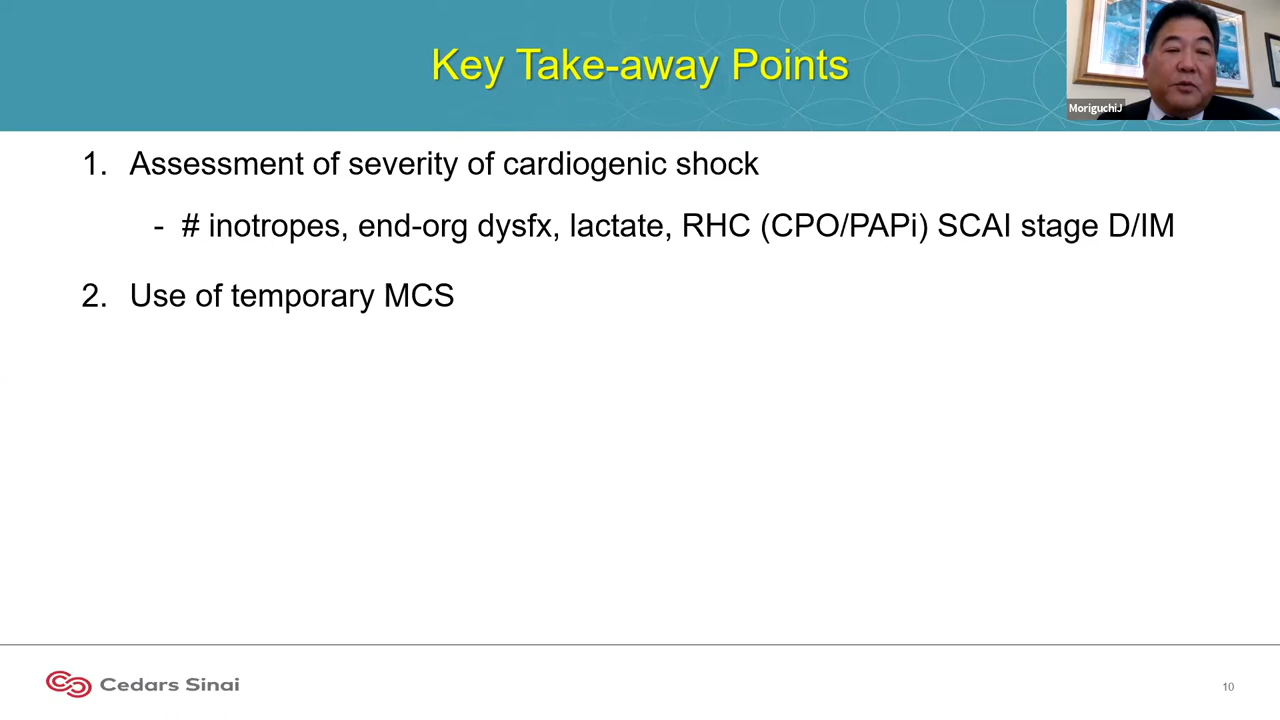 Key Take-away Points
MoriguchiJ
1. Assessment of severity of cardiogenic shock
- # inotropes, end-org dysfx, lactate, RHC (CPO/PAPi) SCAI stage D/IM
2. Use of temporary MCS
Cedars Sinai
10